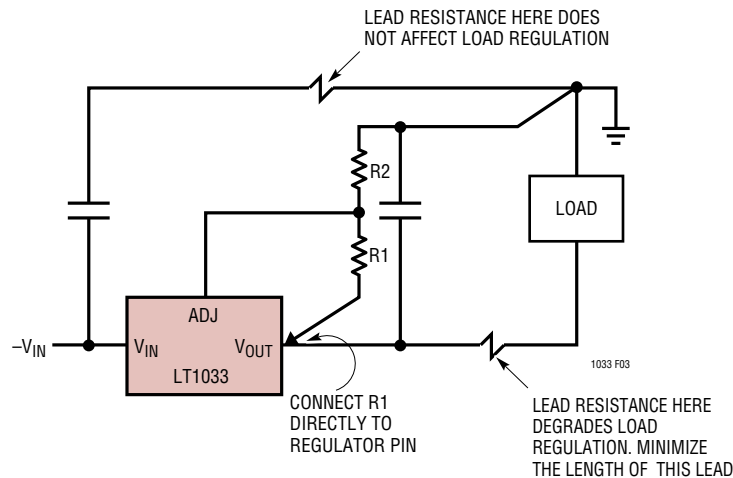 LEAD RESISTANCE HERE DOES
NOT AFFECT LOAD REGULATION
R2
LOAD
R1
ADJ
–VIN
VIN
VOUT
LT1033
1033 F03
CONNECT R1
DIRECTLY TO
REGULATOR PIN
LEAD RESISTANCE HERE
DEGRADES LOAD
REGULATION. MINIMIZE
THE LENGTH OF THIS LEAD